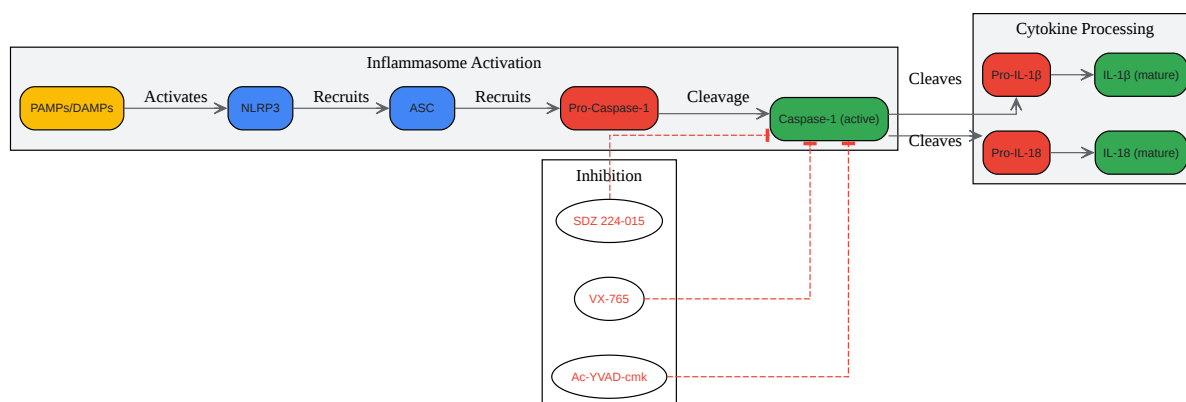 Cytokine Processing
Inflammasome Activation
PAMPs/DAMPs
Activates
NLRP3
Recruits
ASC
Recruits
Pro-Caspase-1
Cleavage
Caspase-1 (active)
Cleaves
Pro-IL-1β
IL-1β (mature)
Cleaves
Pro-IL-18
IL-18 (mature)
Inhibition
SDZ 224-015
VX-765
Ac-YVAD-cmk